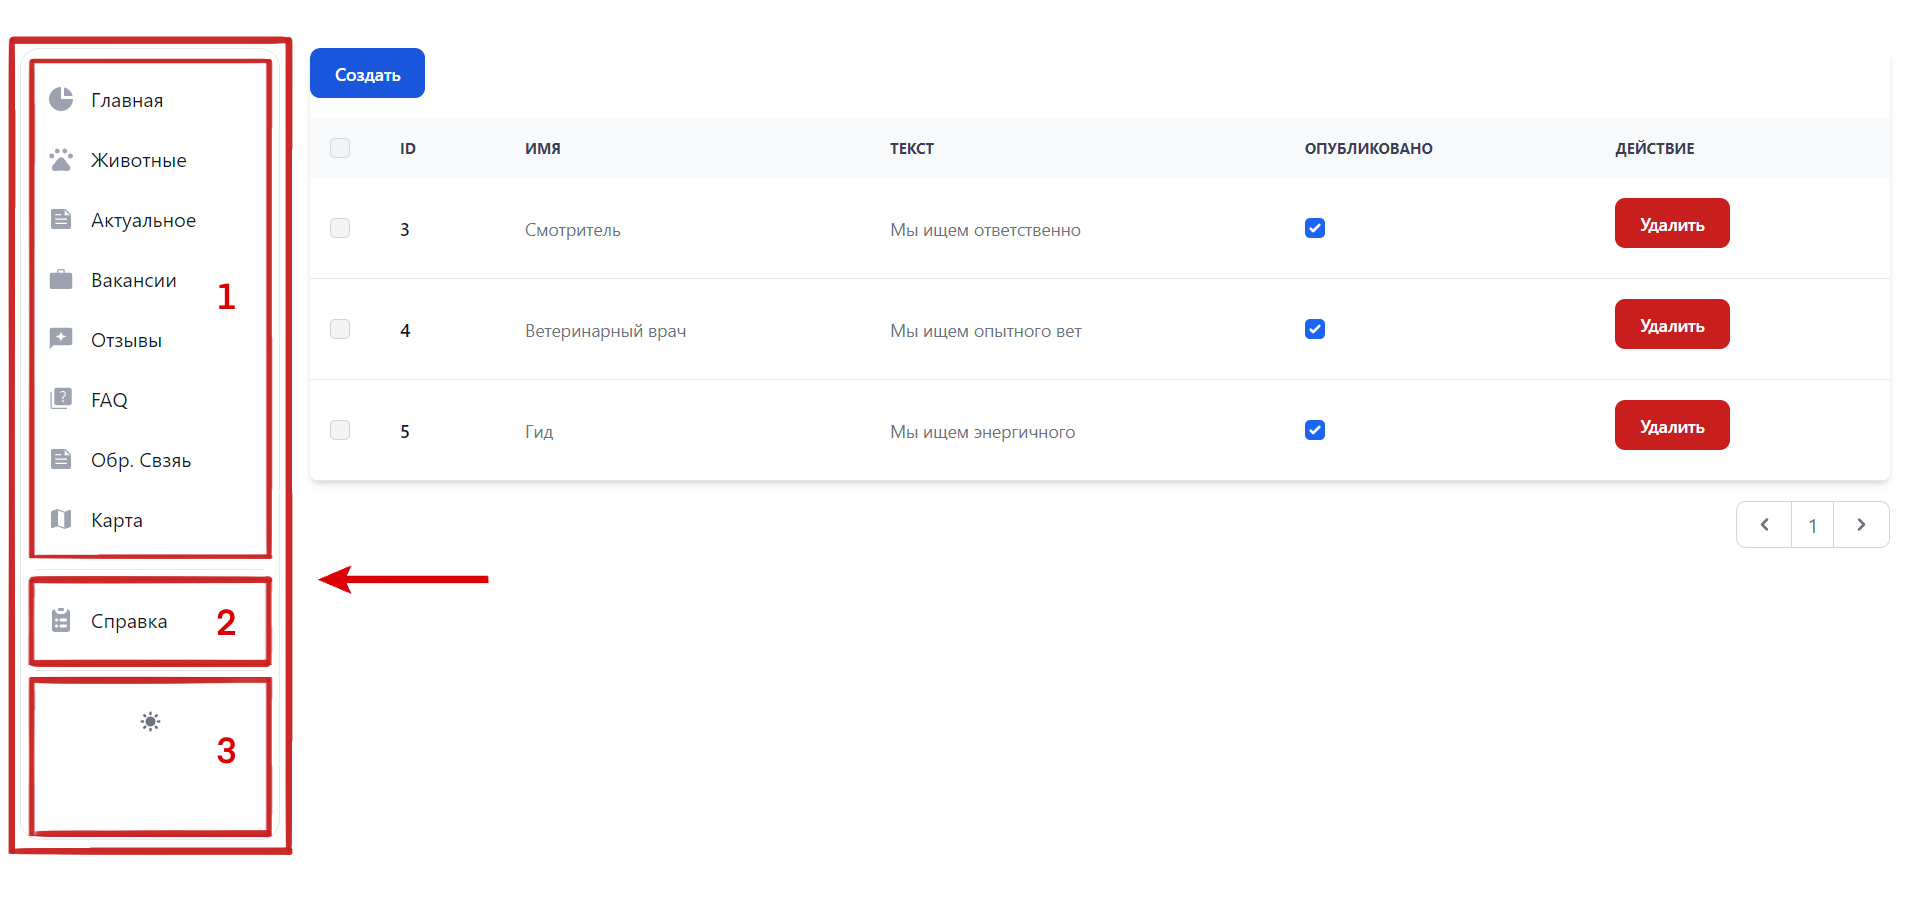 Главная
Животные
Актуальное
Вакансии
1
Отзывы
FAQ
Обр. Свзяь
Карта
Справка
2
3
Создать
ID ИМЯ ТЕКСТ ОПУБЛИКОВАНО ДЕЙСТВИЕ
3 Смотритель Мы ищем ответственно Удалить
4 Ветеринарный врач Мы ищем опытного вет Удалить
5 Гид Мы ищем энергичного Удалить
1